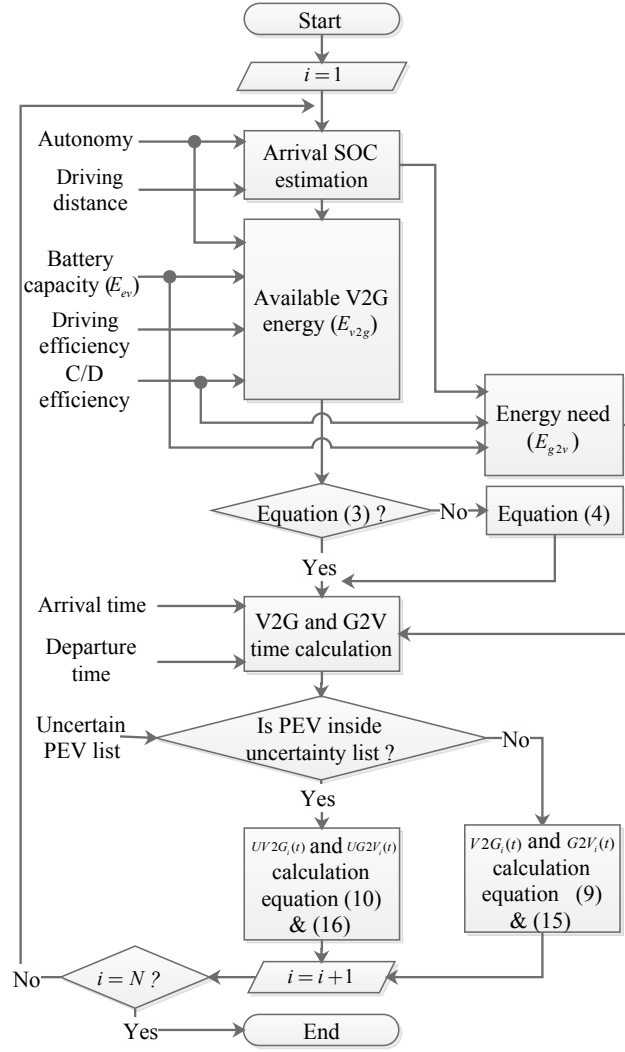 Start
i = 1
Autonomy
Arrival SOC
estimation
Driving
distance
Battery
capacity (E_ev)
Available V2G
energy (E_v2g)
Driving
efficiency
C/D
efficiency
Energy need
(E_g2v)
Equation (3) ?
No
Equation (4)
Yes
Arrival time
V2G and G2V
time calculation
Departure
time
Uncertain
PEV list
Is PEV inside
uncertainty list ?
No
Yes
UV2G_i(t) and UG2V_i(t)
calculation
equation (10)
& (16)
V2G_i(t) and G2V_i(t)
calculation
equation (9)
& (15)
i = i+1
i = N ?
No
Yes
End